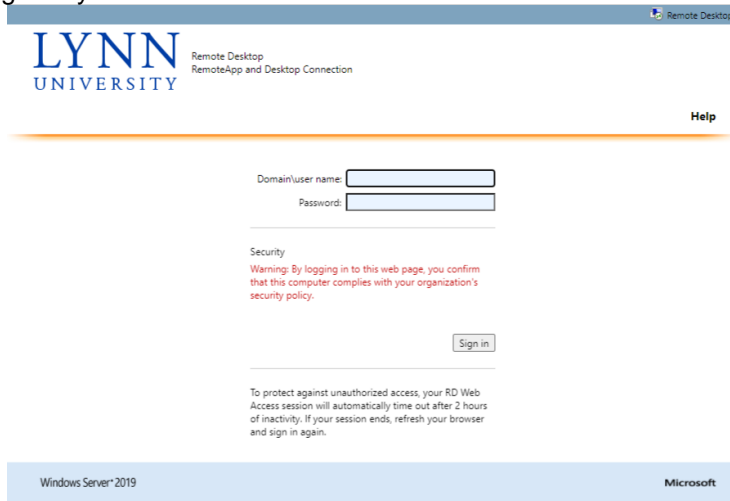 Remote Desktop
LYNN
UNIVERSITY
Remote Desktop
RemoteApp and Desktop Connection
Help
Domain\user name:
Password:
Security
Warning: By logging in to this web page, you confirm
that this computer complies with your organization's
security policy.
Sign in
To protect against unauthorized access, your RD Web
Access session will automatically time out after 2 hours
of inactivity. If your session ends, refresh your browser
and sign in again.
Windows Server 2019
Microsoft